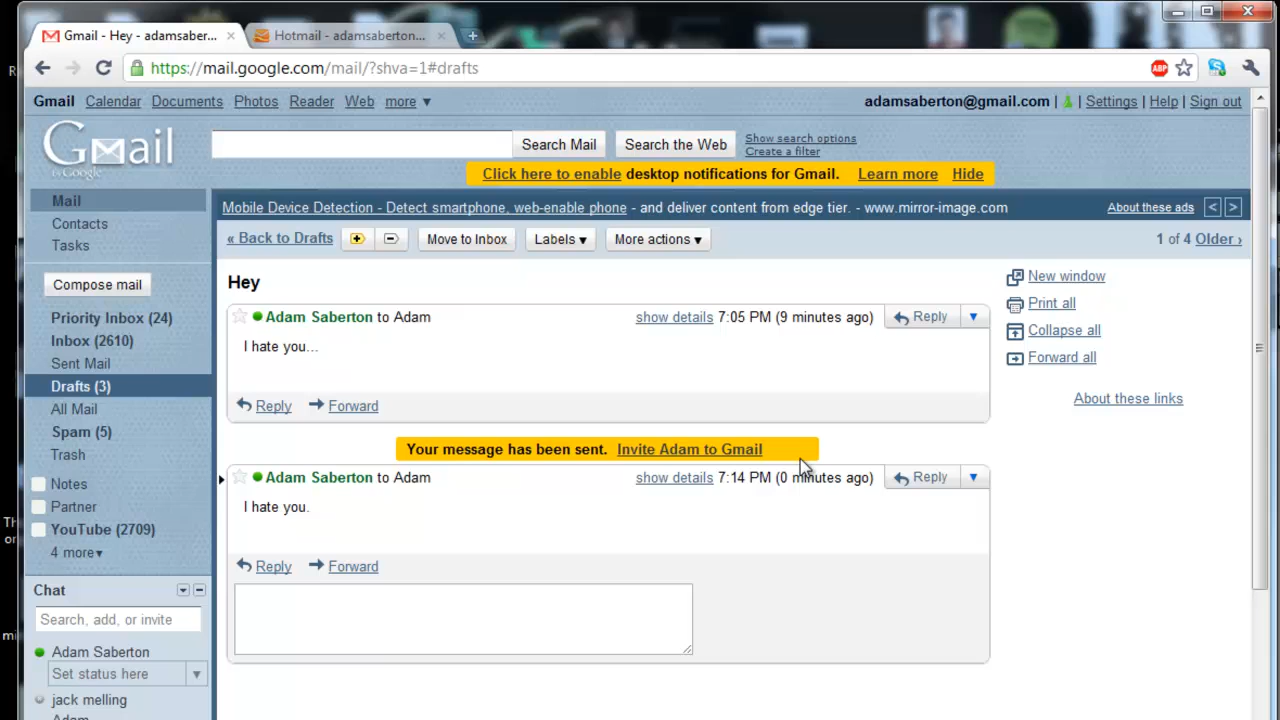 Gmail - Hey - adamsaber...
Hotmail - adamsaberton...
https://mail.google.com/mail/?shva=1#drafts
ABP
Gmail Calendar Documents Photos Reader Web more ▼
adamsaberton@gmail.com | | Settings | Help | Sign out
Gmail
by Google
Search Mail
Search the Web
Show search options
Create a filter
Click here to enable desktop notifications for Gmail. Learn more Hide
Mail
Contacts
Tasks
Compose mail
Priority Inbox (24)
Inbox (2610)
Sent Mail
Drafts (3)
All Mail
Spam (5)
Trash
Notes
Partner
YouTube (2709)
4 more▾
Chat
Search, add, or invite
Adam Saberton
Set status here
jack melling
Adam
Mobile Device Detection - Detect smartphone, web-enable phone - and deliver content from edge tier. - www.mirror-image.com
About these ads < >
« Back to Drafts
Move to Inbox
Labels ▾
More actions ▾
1 of 4 Older ›
Hey
Adam Saberton to Adam
show details 7:05 PM (9 minutes ago)
Reply
I hate you...
Reply
Forward
Your message has been sent. Invite Adam to Gmail
Adam Saberton to Adam
show details 7:14 PM (0 minutes ago)
Reply
I hate you.
Reply
Forward
New window
Print all
Collapse all
Forward all
About these links